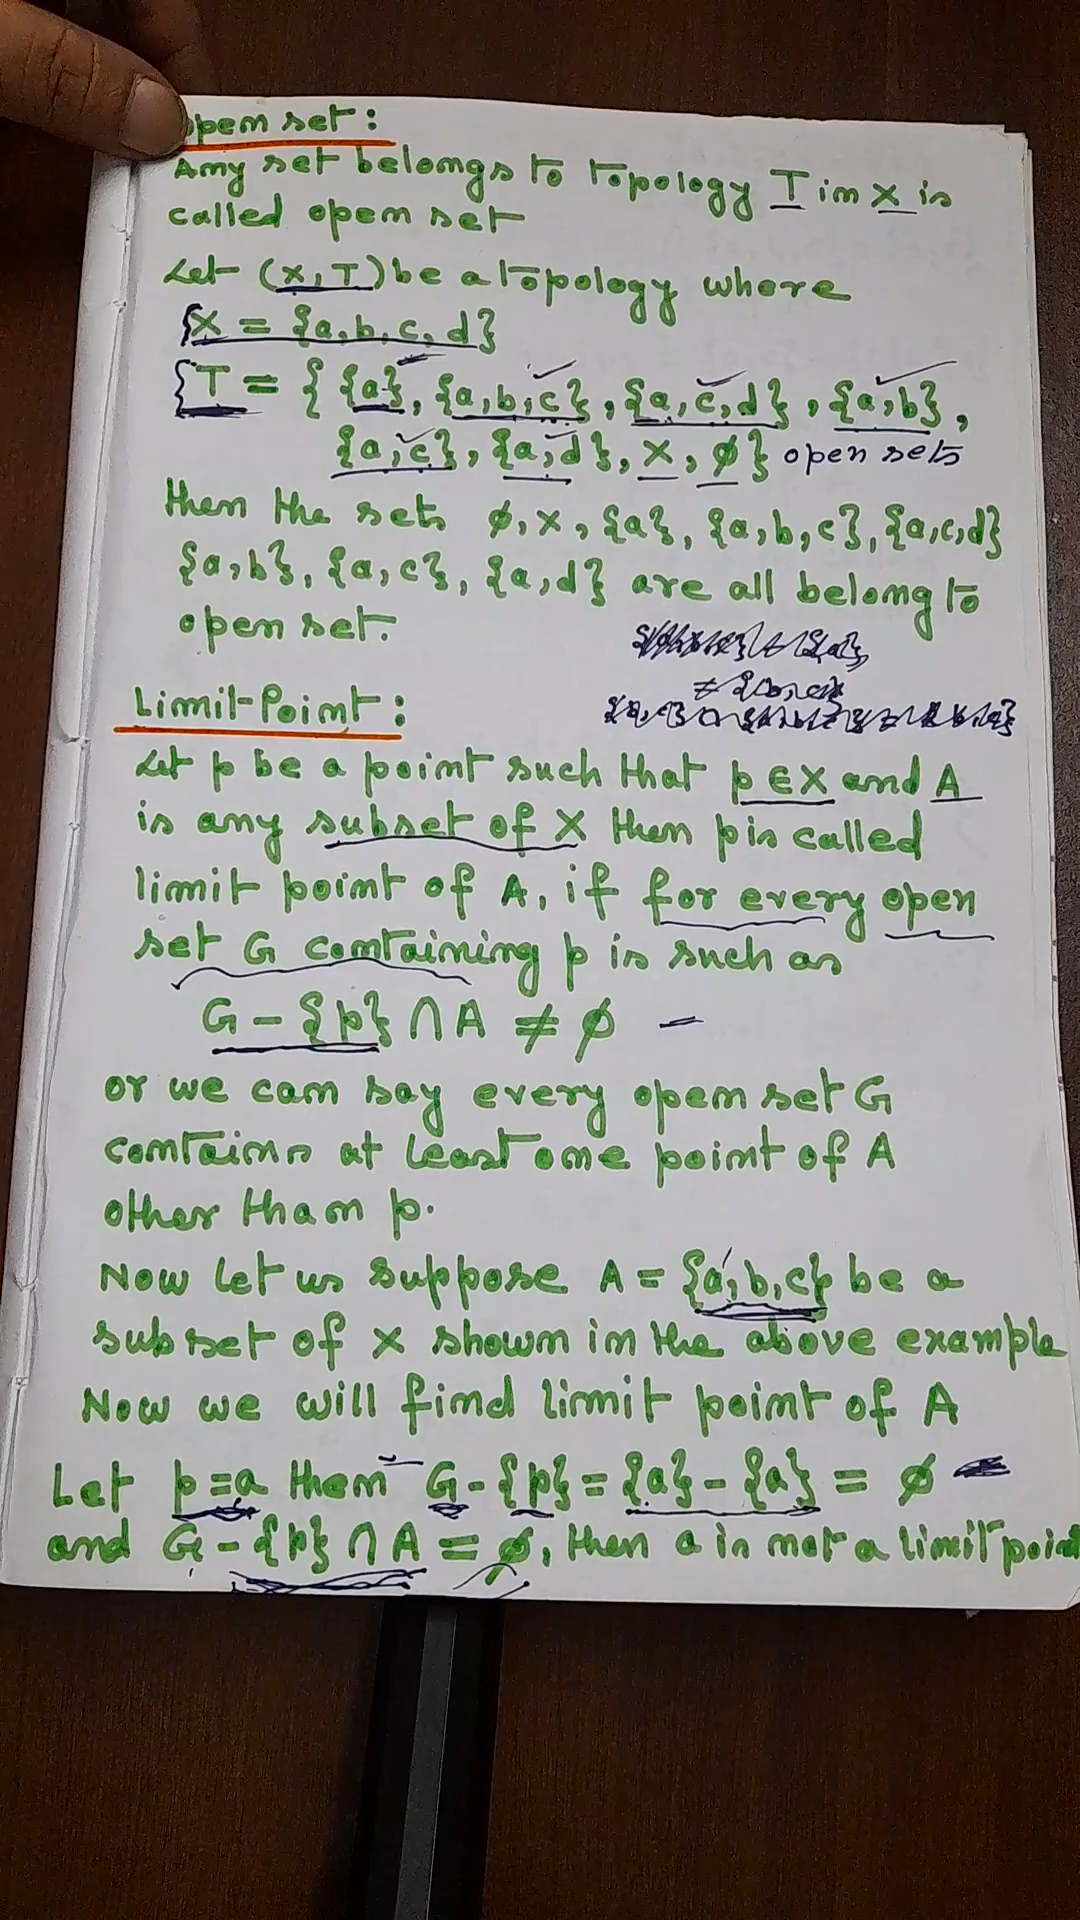 open set:
Any set belongs to topology T in X is
called open set
Let (X, T) be a topology where
X = {a, b, c, d}
T = { {a}, {a, b, c}, {a, c, d}, {a, b},
{a, c}, {a, d}, X, ø} open sets
then the sets ø, X, {a}, {a, b, c}, {a, c, d}
{a, b}, {a, c}, {a, d} are all belong to
open set.
Limit-Point:
Let p be a point such that p ∈ X and A
is any subset of X then p is called
limit point of A, if for every open
set G containing p is such as
G - {p} ∩ A ≠ ø
or we can say every open set G
contains at least one point of A
other than p.
Now let us suppose A = {a, b, c} be a
subset of X shown in the above example
Now we will find limit point of A
Let p = a then G - {p} = {a} - {a} = ø
and G - {p} ∩ A = ø, then a is not a limit point